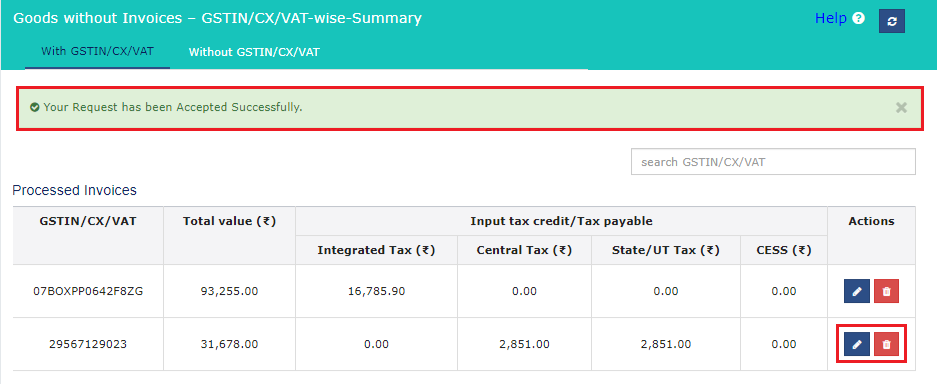 Goods without Invoices – GSTIN/CX/VAT-wise-Summary
Help ?
With GSTIN/CX/VAT Without GSTIN/CX/VAT
Your Request has been Accepted Successfully. ×
search GSTIN/CX/VAT
Processed Invoices
GSTIN/CX/VAT Total value (₹) Input tax credit/Tax payable Actions
Integrated Tax (₹) Central Tax (₹) State/UT Tax (₹) CESS (₹)
07BOXPP0642F8ZG 93,255.00 16,785.90 0.00 0.00 0.00
29567129023 31,678.00 0.00 2,851.00 2,851.00 0.00